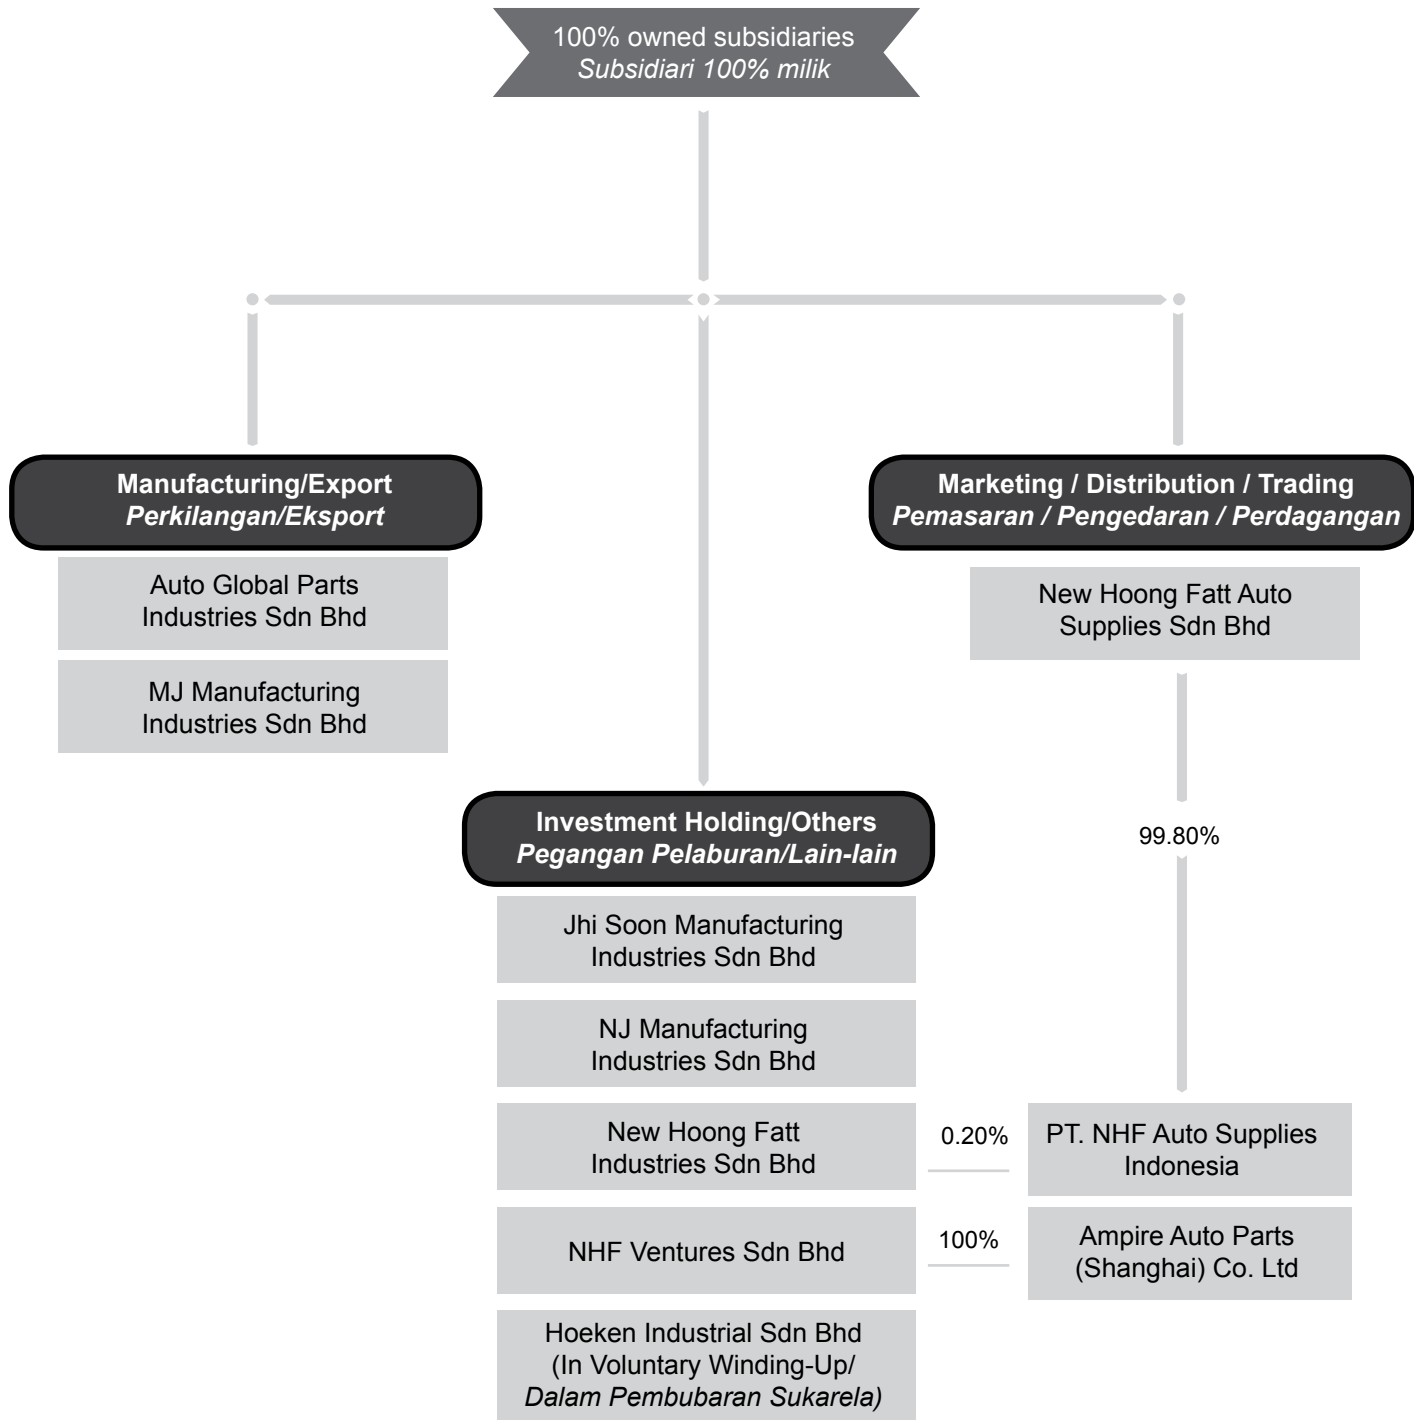 100% owned subsidiaries
Subsidiari 100% milik
Manufacturing/Export
Perkilangan/Eksport
Auto Global Parts
Industries Sdn Bhd
MJ Manufacturing
Industries Sdn Bhd
Marketing / Distribution / Trading
Pemasaran / Pengedaran / Perdagangan
New Hoong Fatt Auto
Supplies Sdn Bhd
99.80%
Investment Holding/Others
Pegangan Pelaburan/Lain-lain
Jhi Soon Manufacturing
Industries Sdn Bhd
NJ Manufacturing
Industries Sdn Bhd
New Hoong Fatt
Industries Sdn Bhd
0.20%
PT. NHF Auto Supplies
Indonesia
NHF Ventures Sdn Bhd
100%
Ampire Auto Parts
(Shanghai) Co. Ltd
Hoeken Industrial Sdn Bhd
(In Voluntary Winding-Up/
Dalam Pembubaran Sukarela)